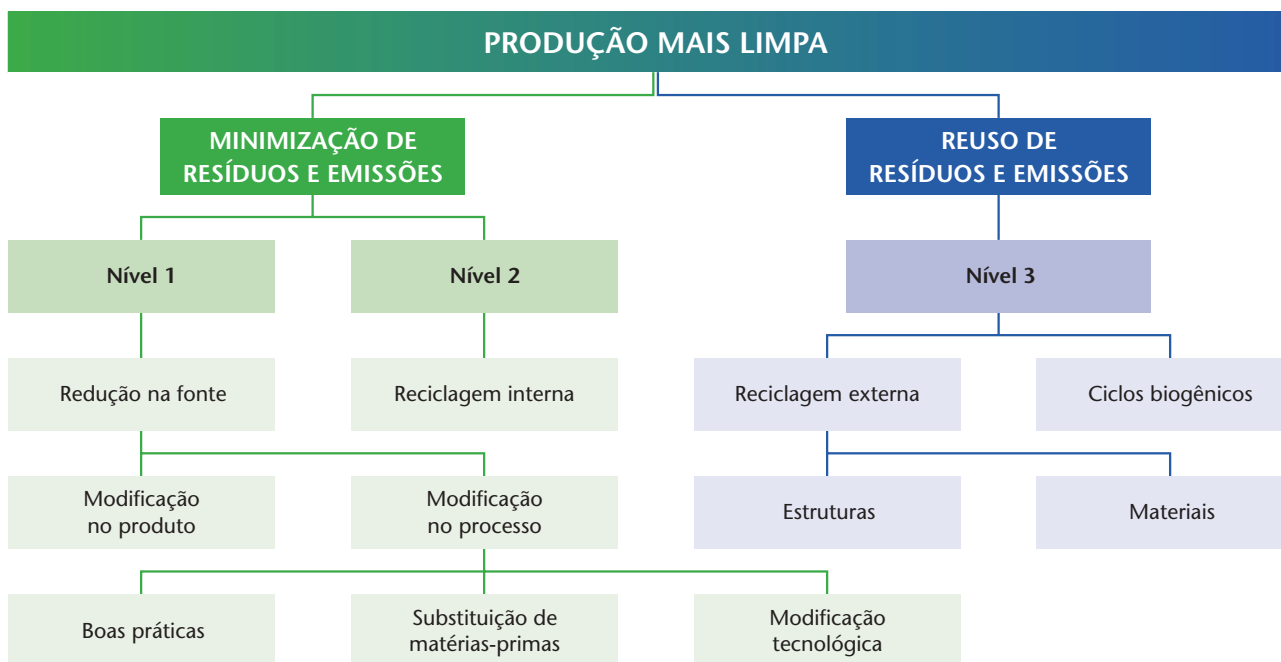 PRODUÇÃO MAIS LIMPA
MINIMIZAÇÃO DE
RESÍDUOS E EMISSÕES
REUSO DE
RESÍDUOS E EMISSÕES
Nível 1
Nível 2
Nível 3
Redução na fonte
Reciclagem interna
Reciclagem externa
Ciclos biogênicos
Modificação
no produto
Modificação
no processo
Estruturas
Materiais
Boas práticas
Substituição de
matérias-primas
Modificação
tecnológica